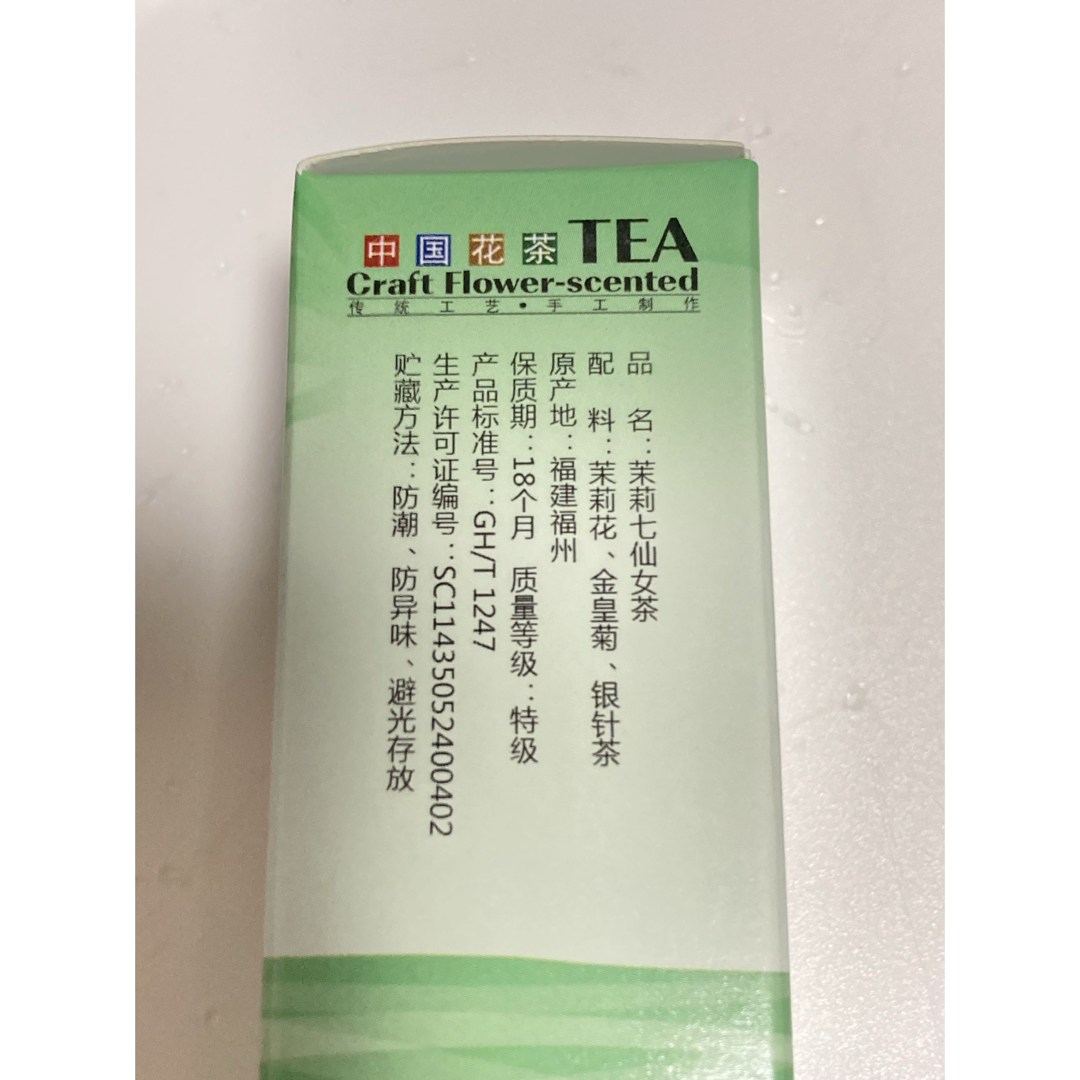 中国花茶TEA
Craft Flower-scented
传统工艺•手工制作
品 名：茉莉七仙女茶
配 料：茉莉花、金皇菊、银针茶
原产地：福建福州
保质期：18个月 质量等级：特级
产品标准号：GH/T 1247
生产许可证编号：SC11435052400402
贮藏方法：防潮、防异味、避光存放